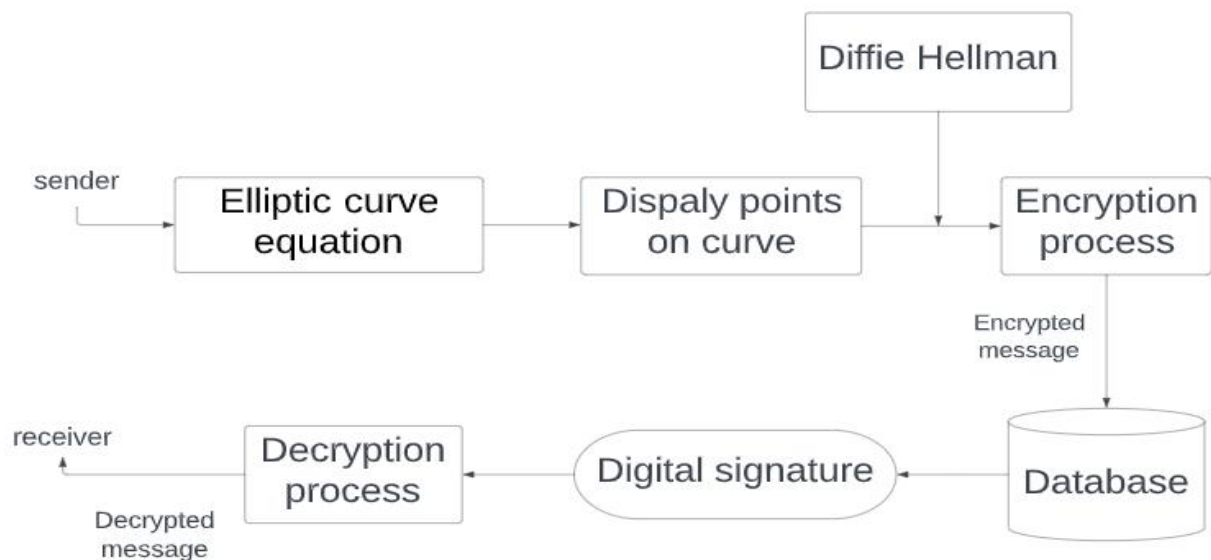 Diffie Hellman
sender
Elliptic curve
equation
Dispaly points
on curve
Encryption
process
Encrypted
message
receiver
Decryption
process
Digital signature
Database
Decrypted
message